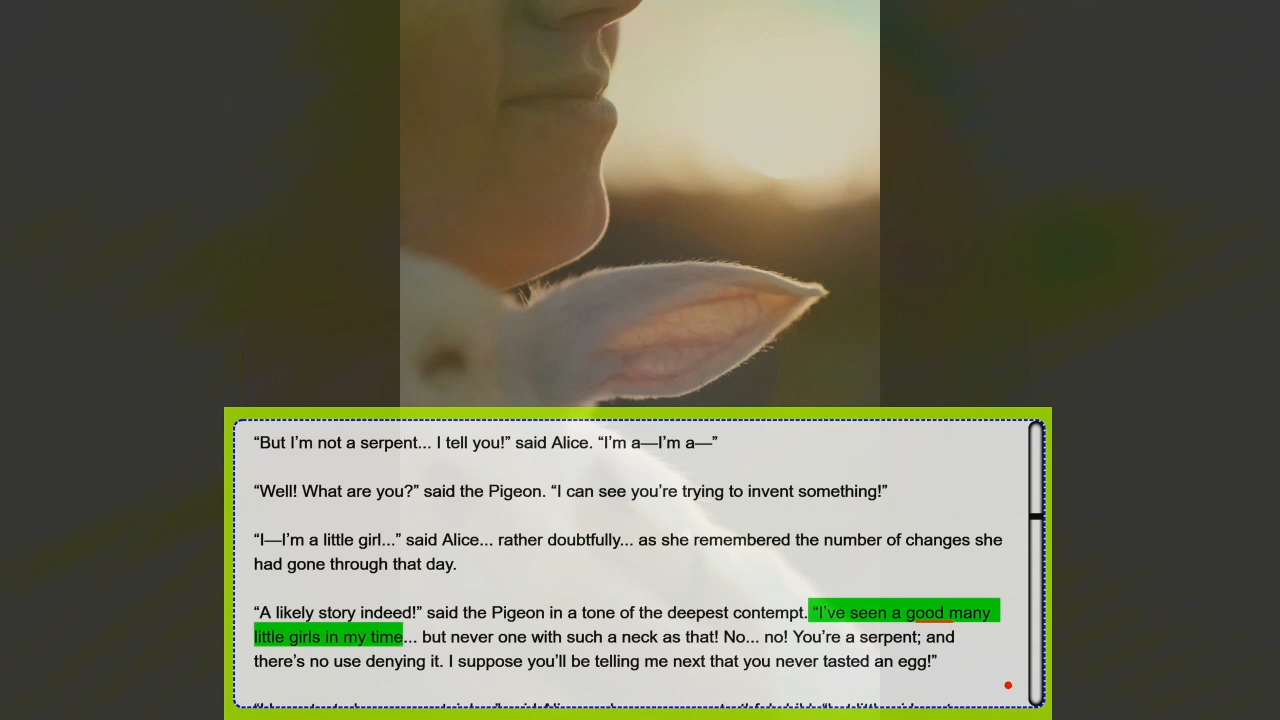 “But I’m not a serpent... I tell you!” said Alice. “I’m a—I’m a—”
“Well! What are you?” said the Pigeon. “I can see you’re trying to invent something!”
“I—I’m a little girl...” said Alice... rather doubtfully... as she remembered the number of changes she
had gone through that day.
“A likely story indeed!” said the Pigeon in a tone of the deepest contempt. “I’ve seen a good many
little girls in my time... but never one with such a neck as that! No... no! You’re a serpent; and
there’s no use denying it. I suppose you’ll be telling me next that you never tasted an egg!”